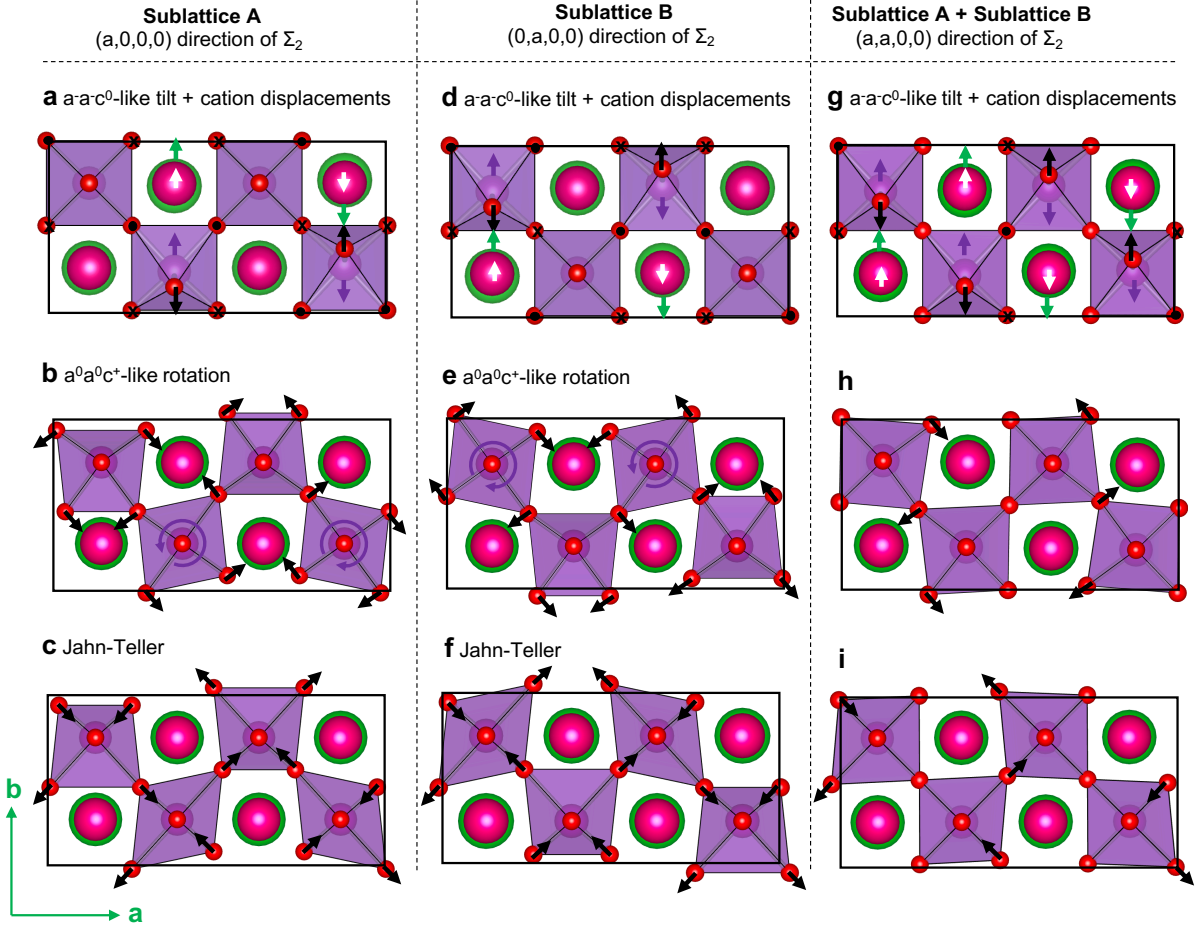 Sublattice A
(a,0,0,0) direction of Σ₂
Sublattice B
(0,a,0,0) direction of Σ₂
Sublattice A + Sublattice B
(a,a,0,0) direction of Σ₂
a a⁻a⁻c⁰-like tilt + cation displacements
d a⁻a⁻c⁰-like tilt + cation displacements
g a⁻a⁻c⁰-like tilt + cation displacements
b a⁰a⁰c⁺-like rotation
e a⁰a⁰c⁺-like rotation
h
c Jahn-Teller
f Jahn-Teller
i
b
a